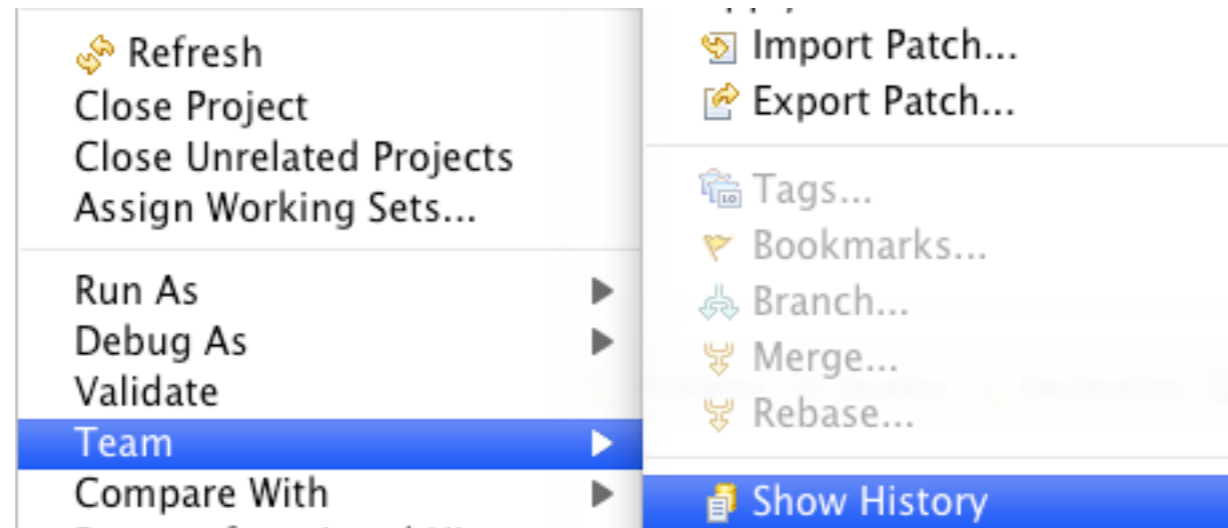 Refresh
Close Project
Close Unrelated Projects
Assign Working Sets...
Run As
Debug As
Validate
Team
Compare With
Import Patch...
Export Patch...
Tags...
Bookmarks...
Branch...
Merge...
Rebase...
Show History